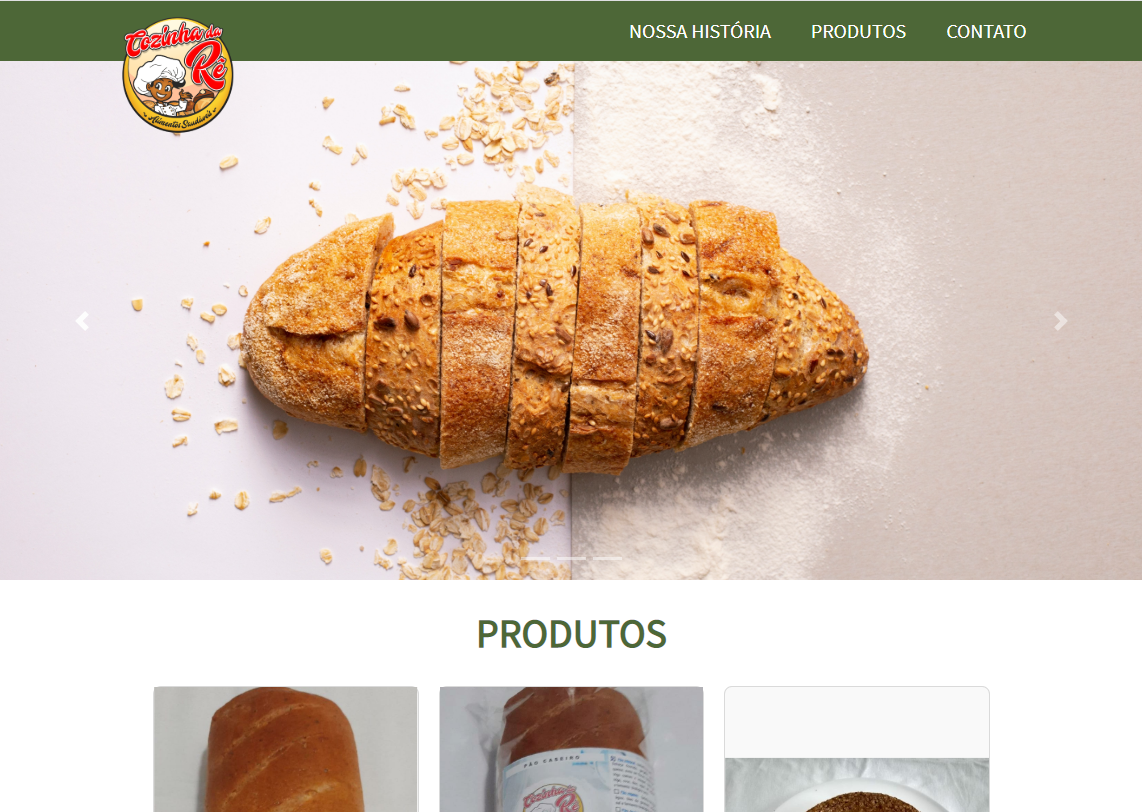 Cozinha da
Rê
Alimentos Saudáveis
NOSSA HISTÓRIA
PRODUTOS
CONTATO
PRODUTOS
PÃO CASEIRO
Cozinha da
Rê